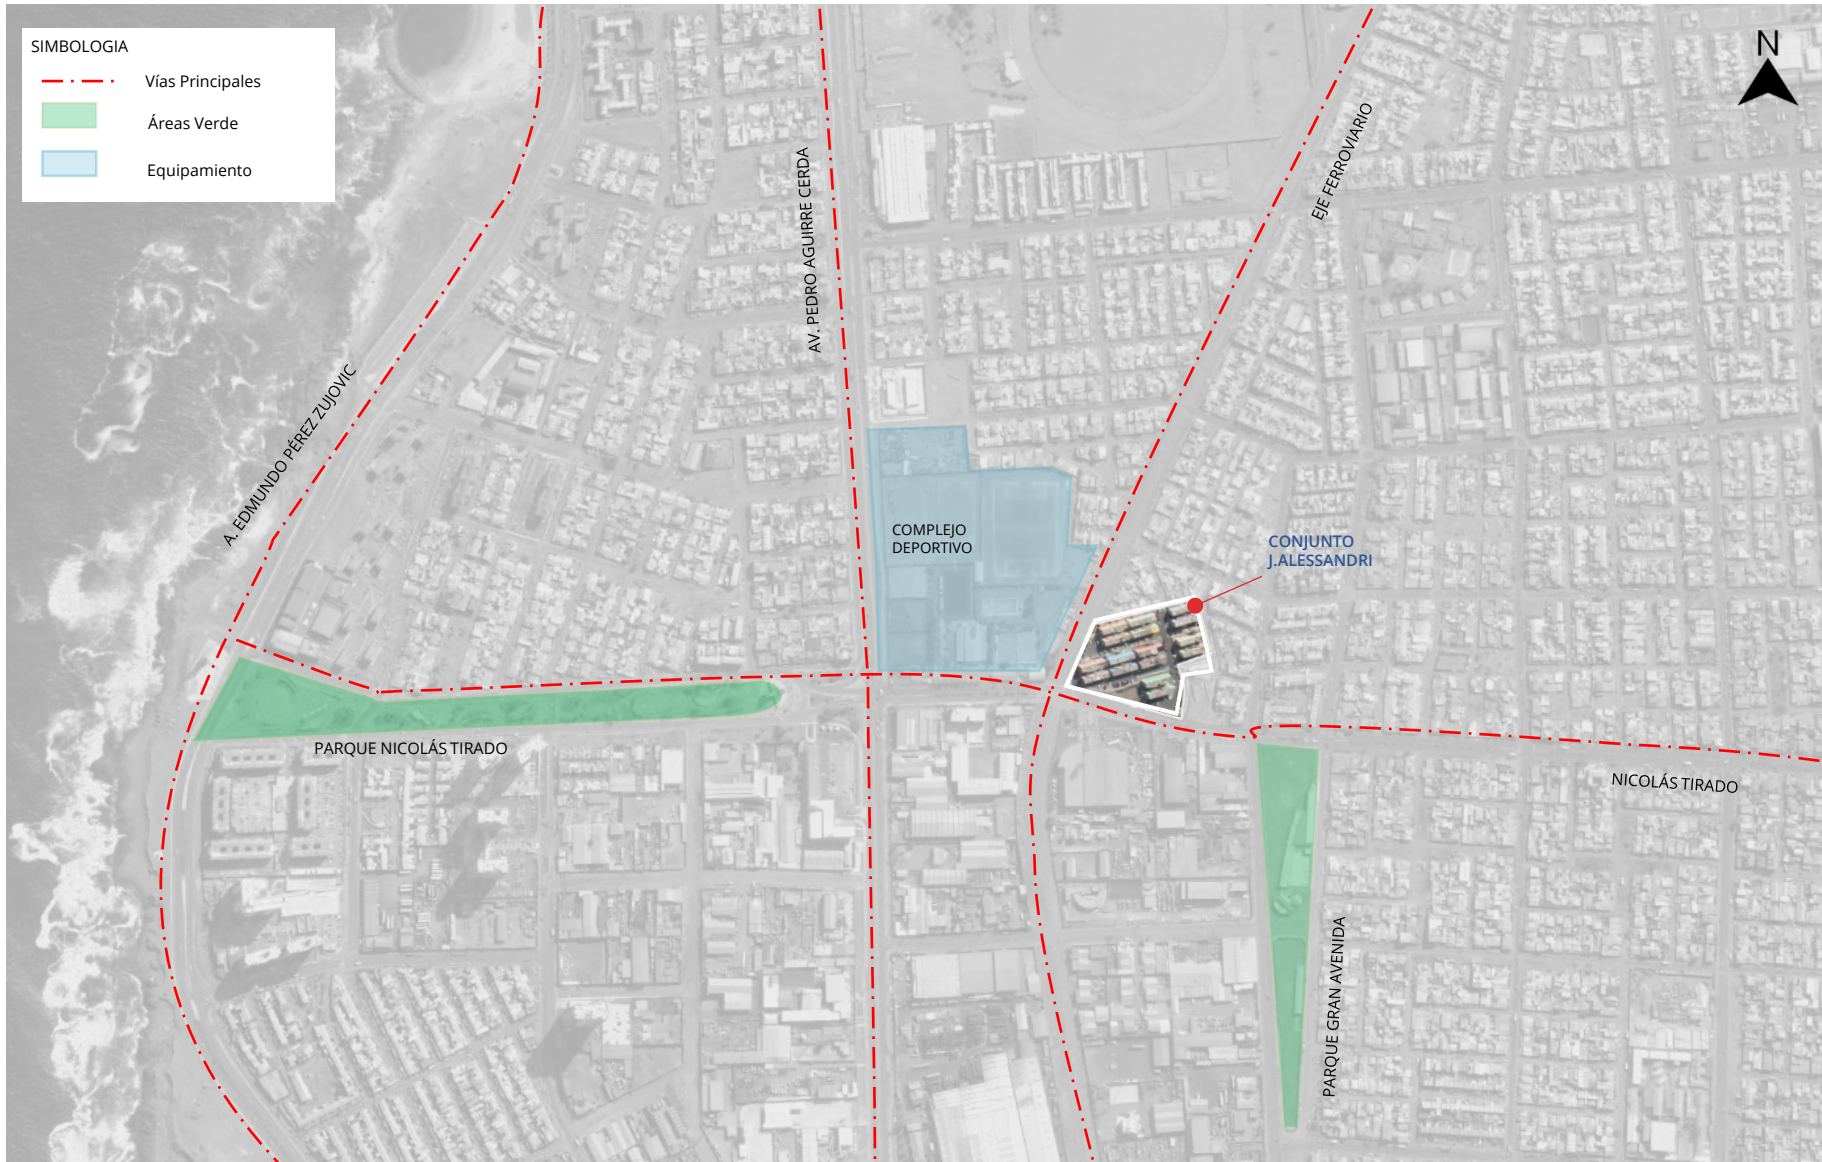 SIMBOLOGIA
Vías Principales
Áreas Verde
Equipamiento
N
EJE FERROVIARIO
AV. PEDRO AGUIRRE CERDA
A. EDMUNDO PÉREZ ZUJOVIC
COMPLEJO
DEPORTIVO
CONJUNTO
J.ALESSANDRI
PARQUE NICOLÁS TIRADO
NICOLÁS TIRADO
PARQUE GRAN AVENIDA